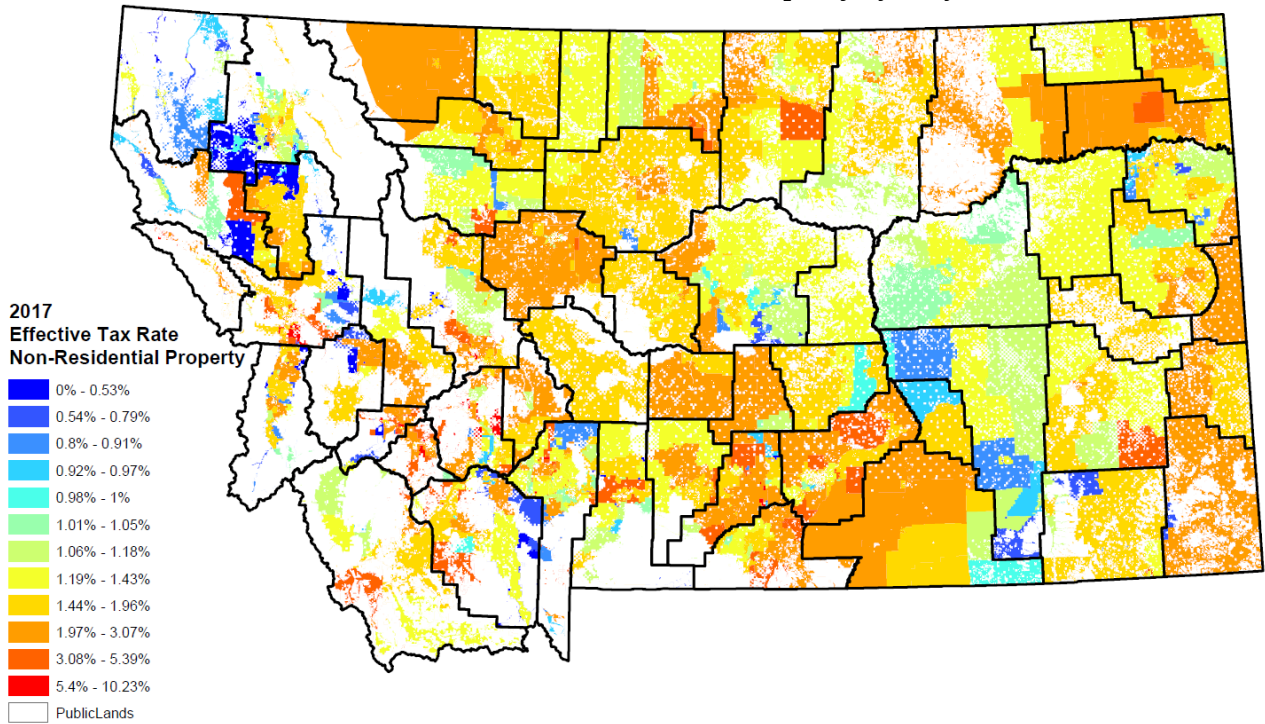 2017
Effective Tax Rate
Non-Residential Property
0% - 0.53%
0.54% - 0.79%
0.8% - 0.91%
0.92% - 0.97%
0.98% - 1%
1.01% - 1.05%
1.06% - 1.18%
1.19% - 1.43%
1.44% - 1.96%
1.97% - 3.07%
3.08% - 5.39%
5.4% - 10.23%
PublicLands